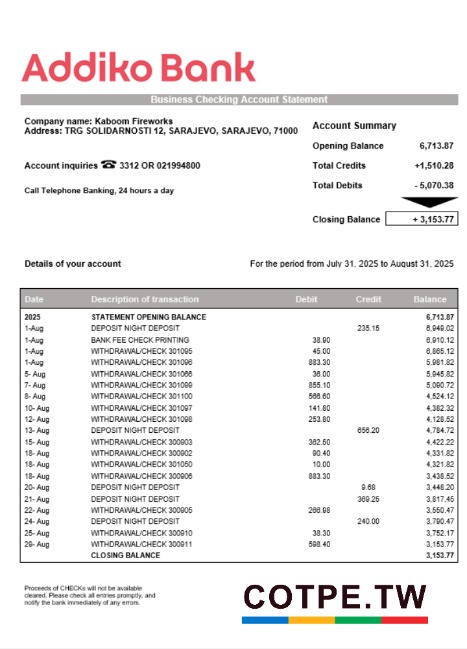 Addiko Bank
Business Checking Account Statement
Company name: Kaboom Fireworks
Address: TRG SOLIDARNOSTI 12, SARAJEVO, SARAJEVO, 71000
Account Summary
Opening Balance 6,713.87
Account inquiries ☎ 3312 OR 021994800
Total Credits +1,510.28
Call Telephone Banking, 24 hours a day
Total Debits - 5,070.38
Closing Balance + 3,153.77
Details of your account For the period from July 31, 2025 to August 31, 2025
Date Description of transaction Debit Credit Balance
2025 STATEMENT OPENING BALANCE 6,713.87
1-Aug DEPOSIT NIGHT DEPOSIT 235.15 6,949.02
1-Aug BANK FEE CHECK PRINTING 38.90 6,910.12
1-Aug WITHDRAWAL/CHECK 301095 45.00 6,865.12
1-Aug WITHDRAWAL/CHECK 301096 883.30 5,981.82
5- Aug WITHDRAWAL/CHECK 301066 36.00 5,945.82
7- Aug WITHDRAWAL/CHECK 301099 855.10 5,090.72
8- Aug WITHDRAWAL/CHECK 301100 566.60 4,524.12
10- Aug WITHDRAWAL/CHECK 301097 141.80 4,382.32
12- Aug WITHDRAWAL/CHECK 301098 253.80 4,128.52
13- Aug DEPOSIT NIGHT DEPOSIT 656.20 4,784.72
15- Aug WITHDRAWAL/CHECK 300903 362.50 4,422.22
18- Aug WITHDRAWAL/CHECK 300902 90.40 4,331.82
18- Aug WITHDRAWAL/CHECK 301050 10.00 4,321.82
18- Aug WITHDRAWAL/CHECK 300906 883.30 3,438.52
20- Aug DEPOSIT NIGHT DEPOSIT 9.68 3,448.20
21- Aug DEPOSIT NIGHT DEPOSIT 369.25 3,817.45
22- Aug WITHDRAWAL/CHECK 300905 266.98 3,550.47
24- Aug DEPOSIT NIGHT DEPOSIT 240.00 3,790.47
25- Aug WITHDRAWAL/CHECK 300910 38.30 3,752.17
29- Aug WITHDRAWAL/CHECK 300911 598.40 3,153.77
CLOSING BALANCE 3,153.77
Proceeds of CHECKs will not be available
cleared. Please check all entries promptly, and
notify the bank immediately of any errors.
COTPE.TW